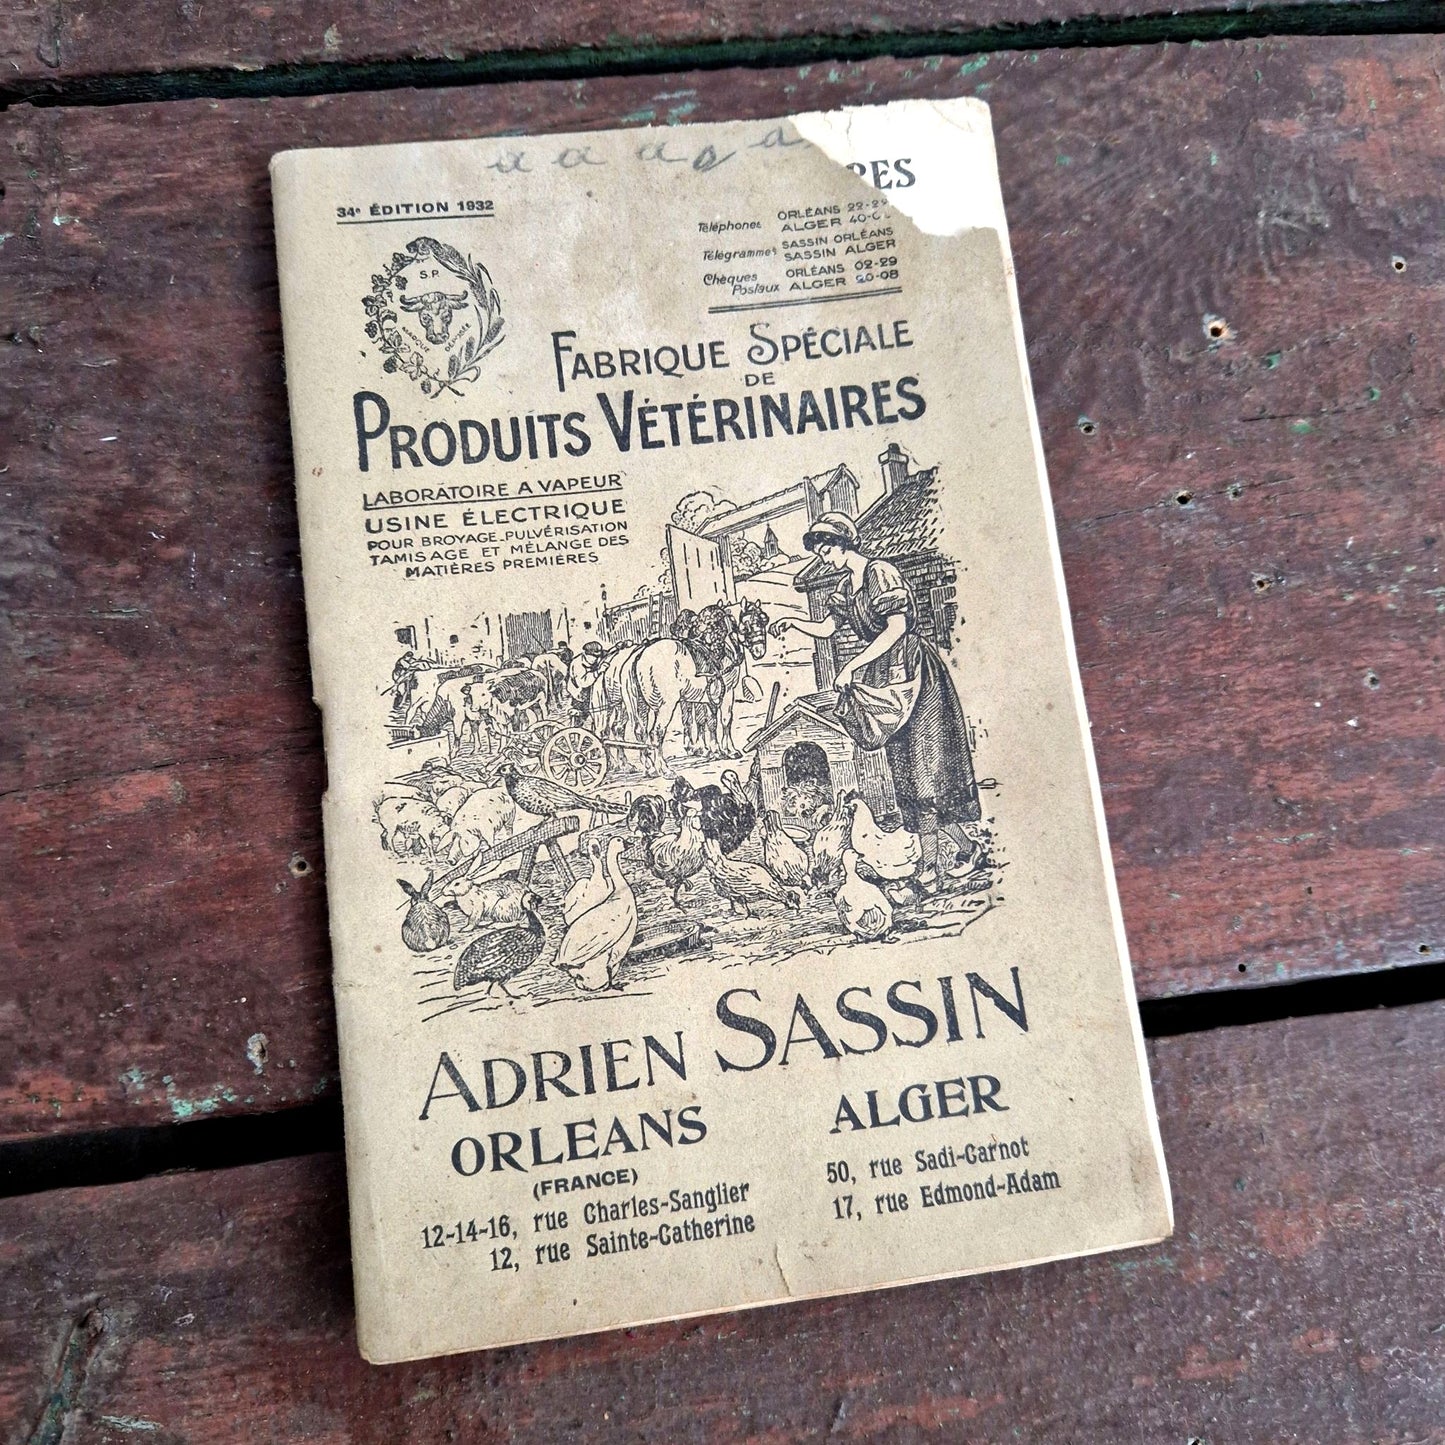 a a a a a
RES
34e ÉDITION 1932
Téléphones ORLÉANS 22-29
ALGER
Télégrammes SASSIN ORLÉANS
SASSIN ALGER
Chèques Postaux ORLÉANS 02-29
ALGER 20-08
S.P.
MARQUE DÉPOSÉE
FABRIQUE SPÉCIALE
DE
PRODUITS VÉTÉRINAIRES
LABORATOIRE A VAPEUR
USINE ÉLECTRIQUE
POUR BROYAGE-PULVÉRISATION
TAMISAGE ET MÉLANGE DES
MATIÈRES PREMIÈRES
ADRIEN SASSIN
ORLEANS
(FRANCE)
12-14-16, rue Charles-Sanglier
12, rue Sainte-Catherine
ALGER
50, rue Sadi-Carnot
17, rue Edmond-Adam